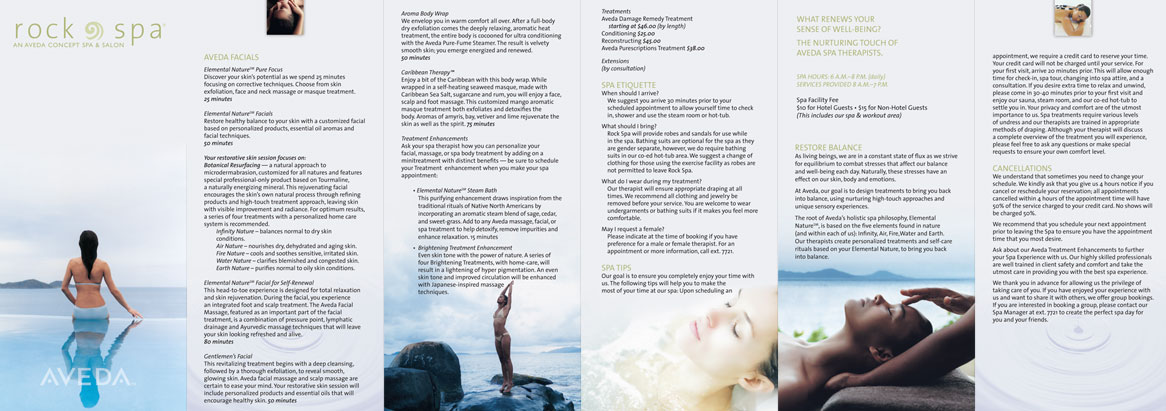 rock spa
AN AVEDA CONCEPT SPA & SALON
AVEDA
AVEDA FACIALS
Elemental Nature℠ Pure Focus
Discover your skin's potential as we spend 25 minutes
focusing on corrective techniques. Choose from skin
exfoliation, face and neck massage or masque treatment.
25 minutes
Elemental Nature℠ Facials
Restore healthy balance to your skin with a customized facial
based on personalized products, essential oil aromas and
facial techniques.
50 minutes
Your restorative skin session focuses on:
Botanical Resurfacing — a natural approach to
microdermabrasion, customized for all natures and features
special professional-only product based on Tourmaline,
a naturally energizing mineral. This rejuvenating facial
encourages the skin's own natural process through refining
products and high-touch treatment approach, leaving skin
with visible improvement and radiance. For optimum results,
a series of four treatments with a personalized home care
system is recommended.
Infinity Nature – balances normal to dry skin
conditions.
Air Nature – nourishes dry, dehydrated and aging skin.
Fire Nature – cools and soothes sensitive, irritated skin.
Water Nature – clarifies blemished and congested skin.
Earth Nature – purifies normal to oily skin conditions.
Elemental Nature℠ Facial for Self-Renewal
This head-to-toe experience is designed for total relaxation
and skin rejuvenation. During the facial, you experience
an integrated foot and scalp treatment. The Aveda Facial
Massage, featured as an important part of the facial
treatment, is a combination of pressure point, lymphatic
drainage and Ayurvedic massage techniques that will leave
your skin looking refreshed and alive.
80 minutes
Gentlemen's Facial
This revitalizing treatment begins with a deep cleansing,
followed by a thorough exfoliation, to reveal smooth,
glowing skin. Aveda facial massage and scalp massage are
certain to ease your mind. Your restorative skin session will
include personalized products and essential oils that will
encourage healthy skin. 50 minutes
Aroma Body Wrap
We envelop you in warm comfort all over. After a full-body
dry exfoliation comes the deeply relaxing, aromatic heat
treatment, the entire body is cocooned for ultra conditioning
with the Aveda Pure-Fume Steamer. The result is velvety
smooth skin; you emerge energized and renewed.
50 minutes
Caribbean Therapy℠
Enjoy a bit of the Caribbean with this body wrap. While
wrapped in a self-heating seaweed masque, made with
Caribbean Sea Salt, sugarcane and rum, you will enjoy a face,
scalp and foot massage. This customized mango aromatic
masque treatment both exfoliates and detoxifies the
body. Aromas of amyris, bay, vetiver and lime rejuvenate the
skin as well as the spirit. 75 minutes
Treatment Enhancements
Ask your spa therapist how you can personalize your
facial, massage, or spa body treatment by adding on a
minitreatment with distinct benefits — be sure to schedule
your Treatment enhancement when you make your spa
appointment:
• Elemental Nature℠ Steam Bath
This purifying enhancement draws inspiration from the
traditional rituals of Native North Americans by
incorporating an aromatic steam blend of sage, cedar,
and sweet-grass. Add to any Aveda massage, facial, or
spa treatment to help detoxify, remove impurities and
enhance relaxation. 15 minutes
• Brightening Treatment Enhancement
Even skin tone with the power of nature. A series of
four Brightening Treatments, with home-care, will
result in a lightening of hyper pigmentation. An even
skin tone and improved circulation will be enhanced
with Japanese-inspired massage
techniques.
Treatments
Aveda Damage Remedy Treatment
starting at $46.00 (by length)
Conditioning $25.00
Reconstructing $45.00
Aveda Purescriptions Treatment $38.00
Extensions
(by consultation)
SPA ETIQUETTE
When should I arrive?
We suggest you arrive 30 minutes prior to your
scheduled appointment to allow yourself time to check
in, shower and use the steam room or hot-tub.
What should I bring?
Rock Spa will provide robes and sandals for use while
in the spa. Bathing suits are optional for the spa as they
are gender separate, however, we do require bathing
suits in our co-ed hot-tub area. We suggest a change of
clothing for those using the exercise facility as robes are
not permitted to leave Rock Spa.
What do I wear during my treatment?
Our therapist will ensure appropriate draping at all
times. We recommend all clothing and jewelry be
removed before your service. You are welcome to wear
undergarments or bathing suits if it makes you feel more
comfortable.
May I request a female?
Please indicate at the time of booking if you have
preference for a male or female therapist. For an
appointment or more information, call ext. 7721.
SPA TIPS
Our goal is to ensure you completely enjoy your time with
us. The following tips will help you to make the
most of your time at our spa: Upon scheduling an
WHAT RENEWS YOUR
SENSE OF WELL-BEING?
THE NURTURING TOUCH OF
AVEDA SPA THERAPISTS.
SPA HOURS: 6 A.M.–8 P.M. (daily)
SERVICES PROVIDED 8 A.M.–7 P.M.
Spa Facility Fee
$10 for Hotel Guests • $15 for Non-Hotel Guests
(This includes our spa & workout area)
RESTORE BALANCE
As living beings, we are in a constant state of flux as we strive
for equilibrium to combat stresses that affect our balance
and well-being each day. Naturally, these stresses have an
effect on our skin, body and emotions.
At Aveda, our goal is to design treatments to bring you back
into balance, using nurturing high-touch approaches and
unique sensory experiences.
The root of Aveda's holistic spa philosophy, Elemental
Nature℠, is based on the five elements found in nature
(and within each of us) Infinity, Air, Fire, Water and Earth.
Our therapists create personalized treatments and self-care
rituals based on your Elemental Nature, to bring you back
into balance.
appointment, we require a credit card to reserve your time.
Your credit card will not be charged until your service. For
your first visit, arrive 20 minutes prior. This will allow enough
time for check-in, spa tour, changing into spa attire, and a
consultation. If you desire extra time to relax and unwind,
please come in 30-40 minutes prior to your first visit and
enjoy our sauna, steam room, and our co-ed hot-tub to
settle you in. Your privacy and comfort are of the utmost
importance to us. Spa treatments require various levels
of undress and our therapists are trained in appropriate
methods of draping. Although your therapist will discuss
a complete overview of the treatment you will experience,
please feel free to ask any questions or make special
requests to ensure your own comfort level.
CANCELLATIONS
We understand that sometimes you need to change your
schedule. We kindly ask that you give us 4 hours notice if you
cancel or reschedule your reservation; all appointments
cancelled within 4 hours of the appointment time will have
50% of the service charged to your credit card. No shows will
be charged 50%.
We recommend that you schedule your next appointment
prior to leaving the Spa to ensure you have the appointment
time that you most desire.
Ask about our Aveda Treatment Enhancements to further
your Spa Experience with us. Our highly skilled professionals
are well trained in client safety and comfort and take the
utmost care in providing you with the best spa experience.
We thank you in advance for allowing us the privilege of
taking care of you. If you have enjoyed your experience with
us and want to share it with others, we offer group bookings.
If you are interested in booking a group, please contact our
Spa Manager at ext. 7721 to create the perfect spa day for
you and your friends.